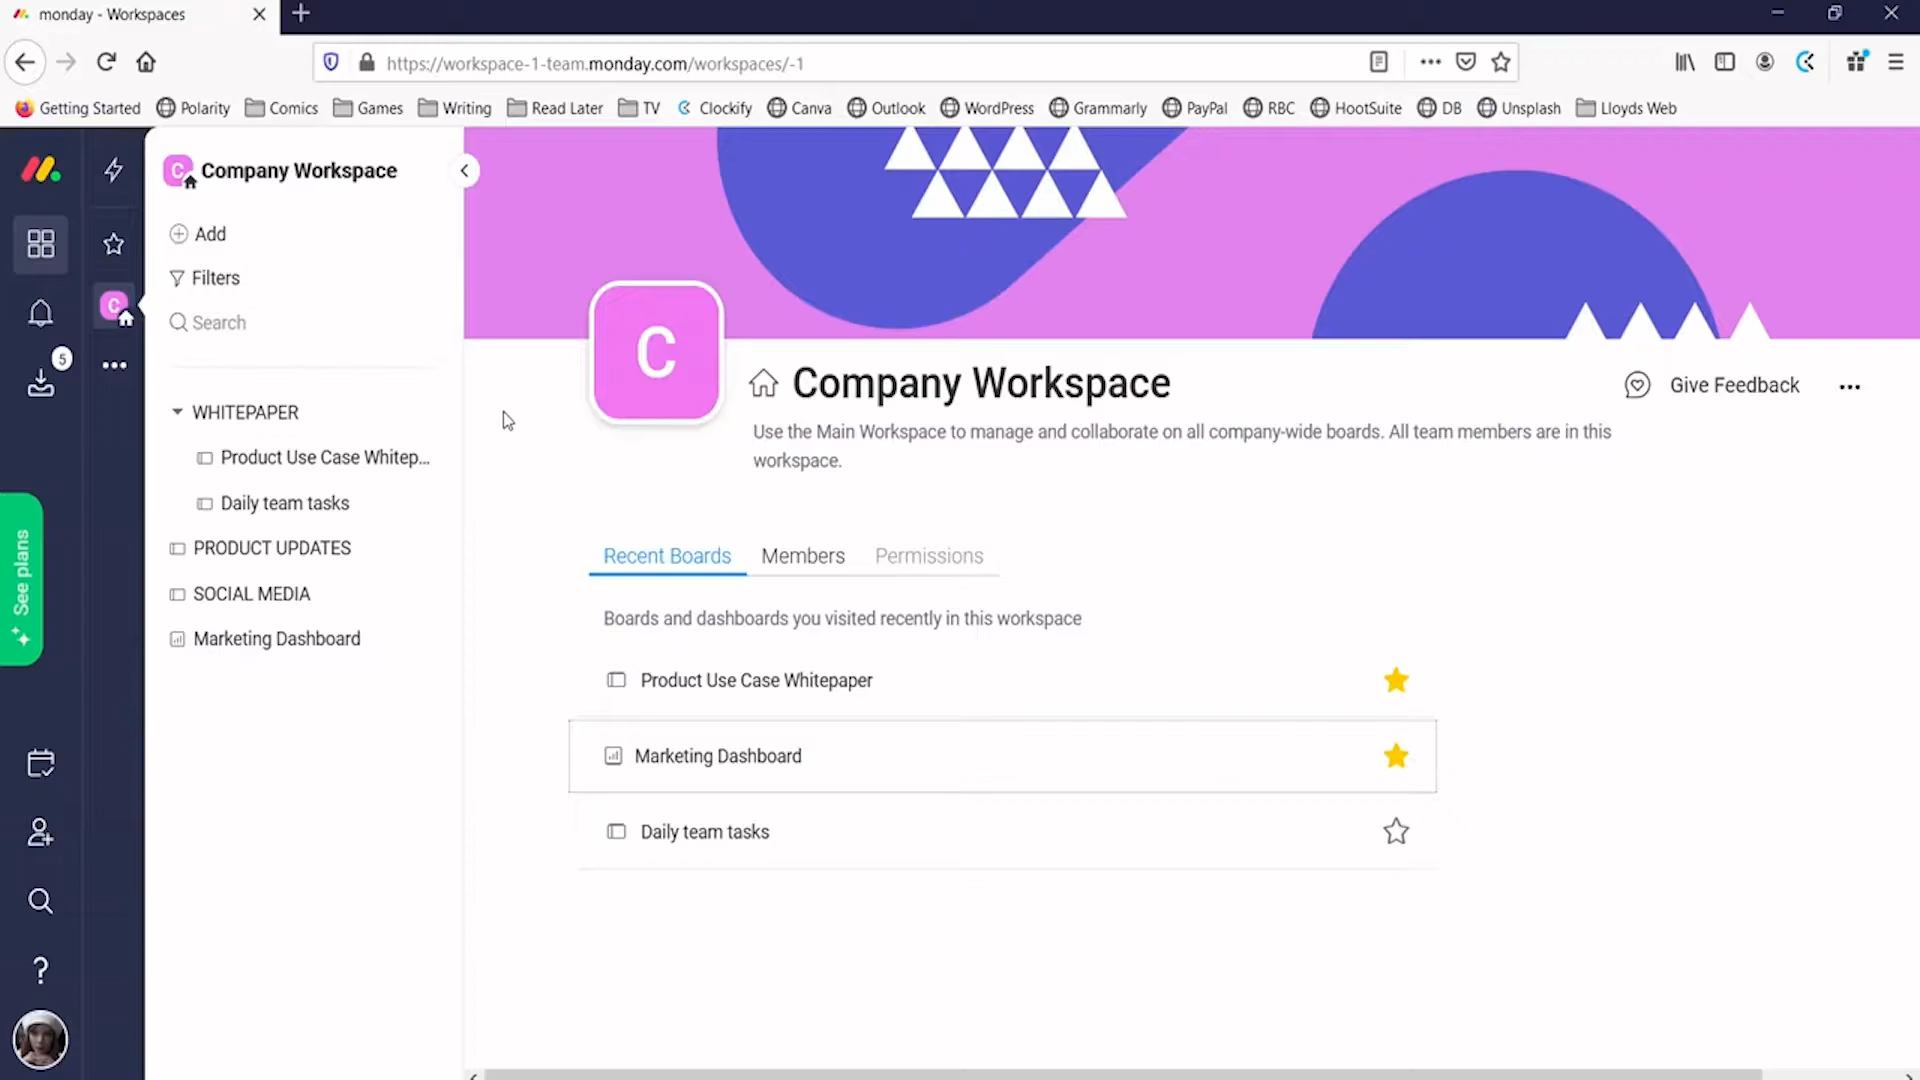 monday - Workspaces
https://workspace-1-team.monday.com/workspaces/-1
Getting Started Polarity Comics Games Writing Read Later TV Clockify Canva Outlook WordPress Grammarly PayPal RBC HootSuite DB Unsplash Lloyds Web
C Company Workspace
Add
Filters
Search
C
5
WHITEPAPER
Product Use Case Whitep...
Daily team tasks
PRODUCT UPDATES
SOCIAL MEDIA
Marketing Dashboard
See plans
?
C
Company Workspace
Give Feedback
Use the Main Workspace to manage and collaborate on all company-wide boards. All team members are in this
workspace.
Recent Boards Members Permissions
Boards and dashboards you visited recently in this workspace
Product Use Case Whitepaper
Marketing Dashboard
Daily team tasks